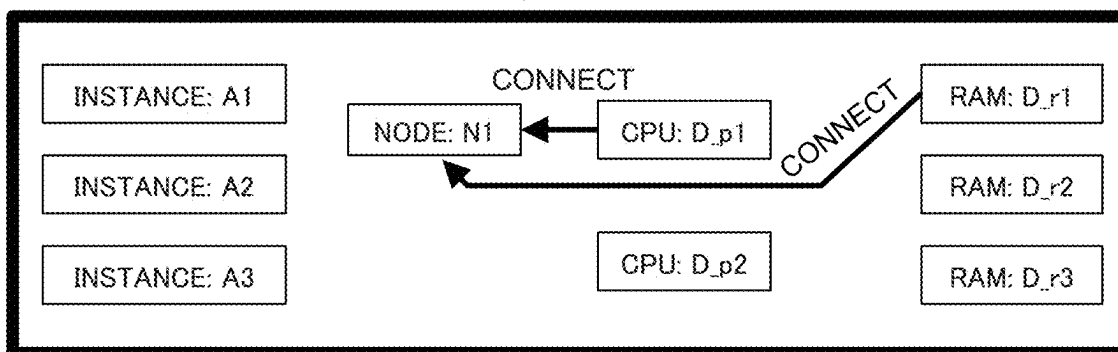 CONNECT
INSTANCE: A1
NODE: N1
CPU: D_p1
CONNECT
RAM: D_r1
INSTANCE: A2
RAM: D_r2
INSTANCE: A3
CPU: D_p2
RAM: D_r3